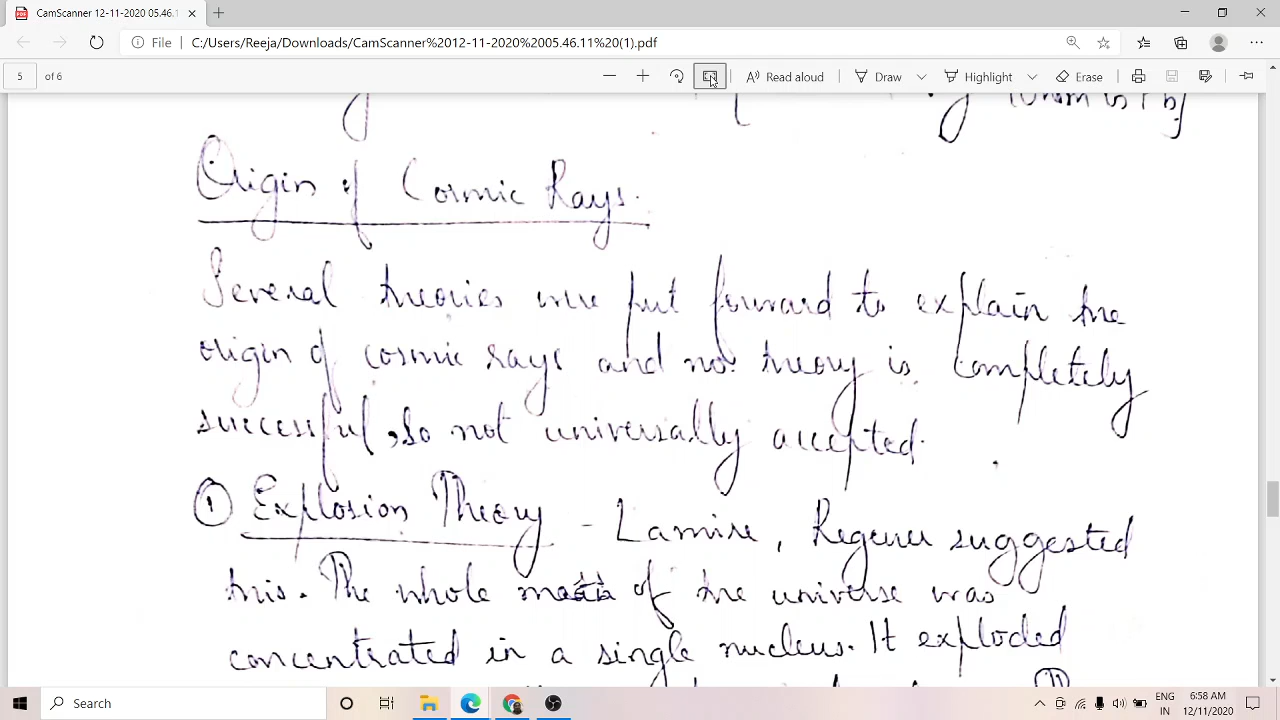 CamScanner 12-11-2020 05.46.1
File C:/Users/Reeja/Downloads/CamScanner%2012-11-2020%2005.46.11%20(1).pdf
5 of 6 Read aloud Draw Highlight Erase
Origin of Cosmic Rays.
Several theories were put forward to explain the
origin of cosmic rays and no theory is completely
successful, so not universally accepted.
① Explosion Theory - Lamire, Regener suggested
this. The whole of the universe was
concentrated in a single nucleus. It exploded
Search
ENG
IN
6:58 AM
12/11/2020